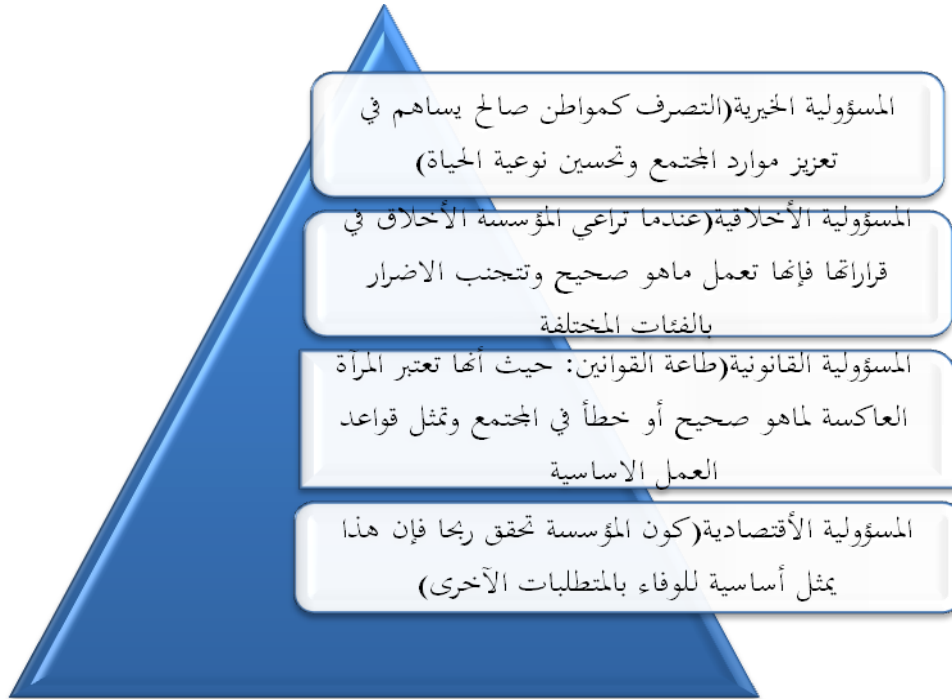 المسؤولية الخيرية(التصرف كمواطن صالح يساهم في
تعزيز موارد المجتمع وتحسين نوعية الحياة)
المسؤولية الأخلاقية(عندما تراعي المؤسسة الأخلاق في
قراراتها فإنها تعمل ماهو صحيح وتتجنب الاضرار
بالفئات المختلفة
المسؤولية القانونية(طاعة القوانين: حيث أنها تعتبر المرآة
العاكسة لماهو صحيح أو خطأ في المجتمع وتمثل قواعد
العمل الاساسية
المسؤولية الأقتصادية(كون المؤسسة تحقق ربحا فإن هذا
يمثل أساسية للوفاء بالمتطلبات الآخرى)